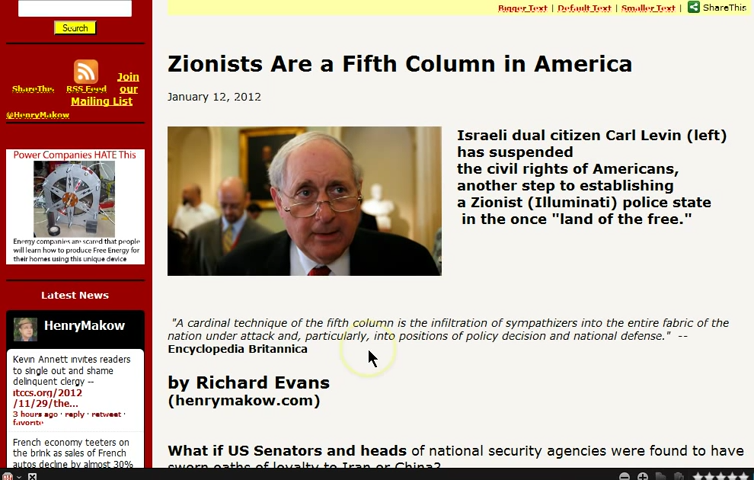 Search
Bigger Text | Default Text | Smaller Text | ShareThis
ShareThis
RSS Feed
Join
our
Mailing List
@HenryMakow
Power Companies HATE This
Energy companies are scared that people
will learn how to produce Free Energy for
their homes using this unique device
Latest News
HenryMakow
Kevin Annett invites readers
to single out and shame
delinquent clergy --
itccs.org/2012
/11/29/the...
3 hours ago · reply · retweet ·
favorite
French economy teeters on
the brink as sales of French
autos decline by almost 30%
Zionists Are a Fifth Column in America
January 12, 2012
Israeli dual citizen Carl Levin (left)
has suspended
the civil rights of Americans,
another step to establishing
a Zionist (Illuminati) police state
in the once "land of the free."
"A cardinal technique of the fifth column is the infiltration of sympathizers into the entire fabric of the
nation under attack and, particularly, into positions of policy decision and national defense." --
Encyclopedia Britannica
by Richard Evans
(henrymakow.com)
What if US Senators and heads of national security agencies were found to have
sworn oaths of loyalty to Iran or China?